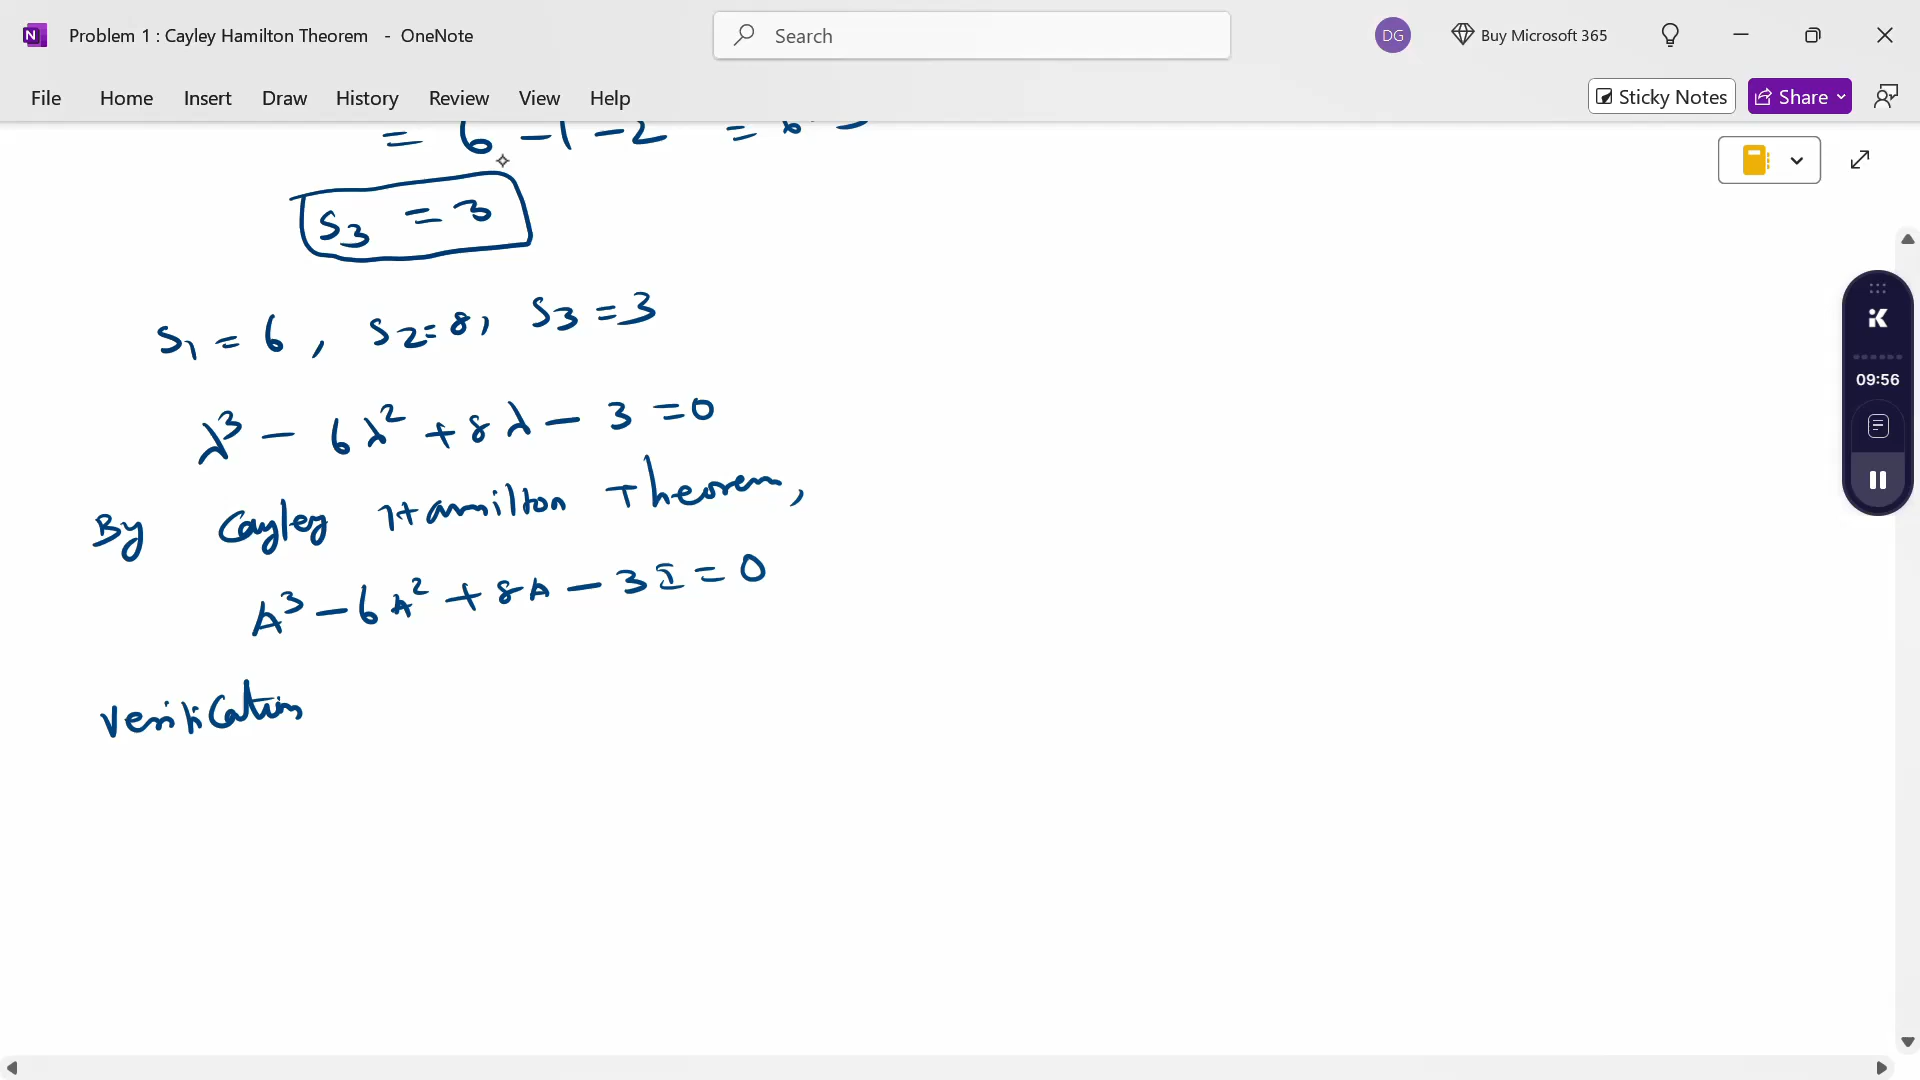 Problem 1 : Cayley Hamilton Theorem - OneNote
Search
DG
Buy Microsoft 365
File Home Insert Draw History Review View Help
Sticky Notes
Share
= 6 -1 -2 =
S₃ = 3
S₁ = 6 , S₂ = 8, S₃ = 3
λ³ - 6λ² + 8λ - 3 = 0
By Cayley Hamilton Theorem,
A³ - 6A² + 8A - 3I = 0
Verification
09:56